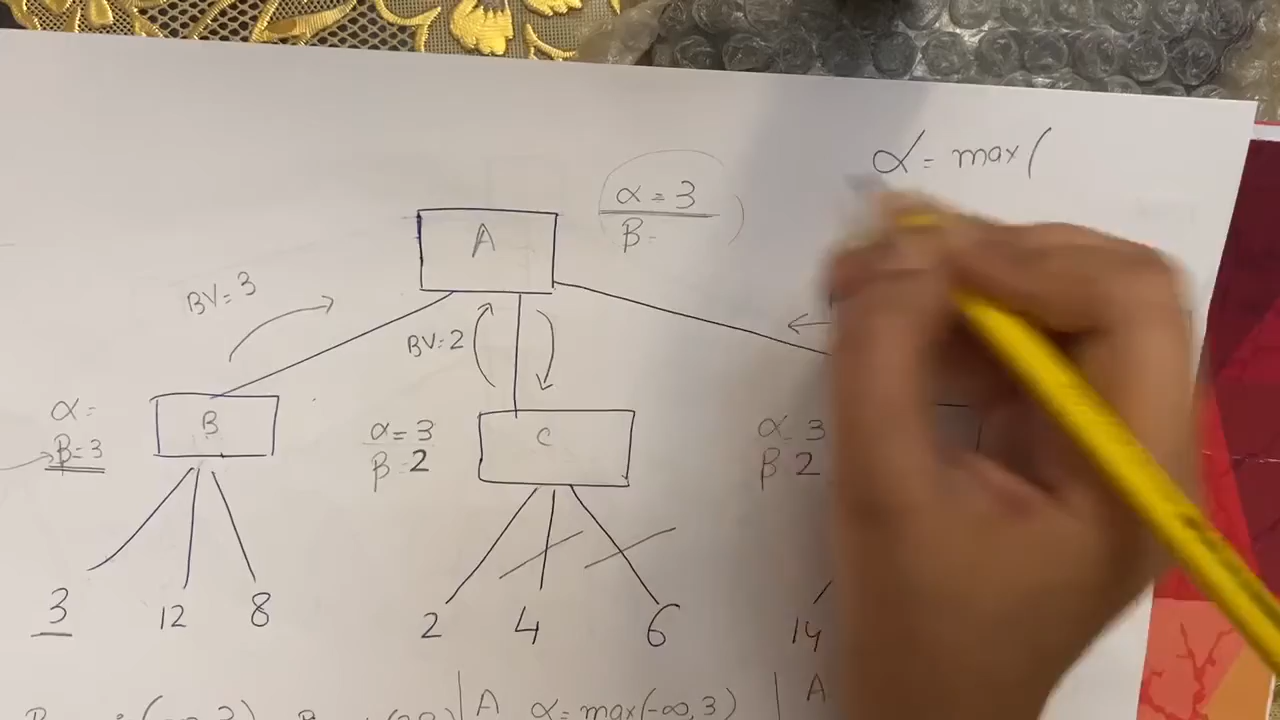 α = max(
α = 3
β =
A
BV = 3
BV = 2
α =
β = 3
B
α = 3
β = 2
C
α = 3
β 2
3
12
8
2
4
6
14
A
α = max(-∞, 3)
A